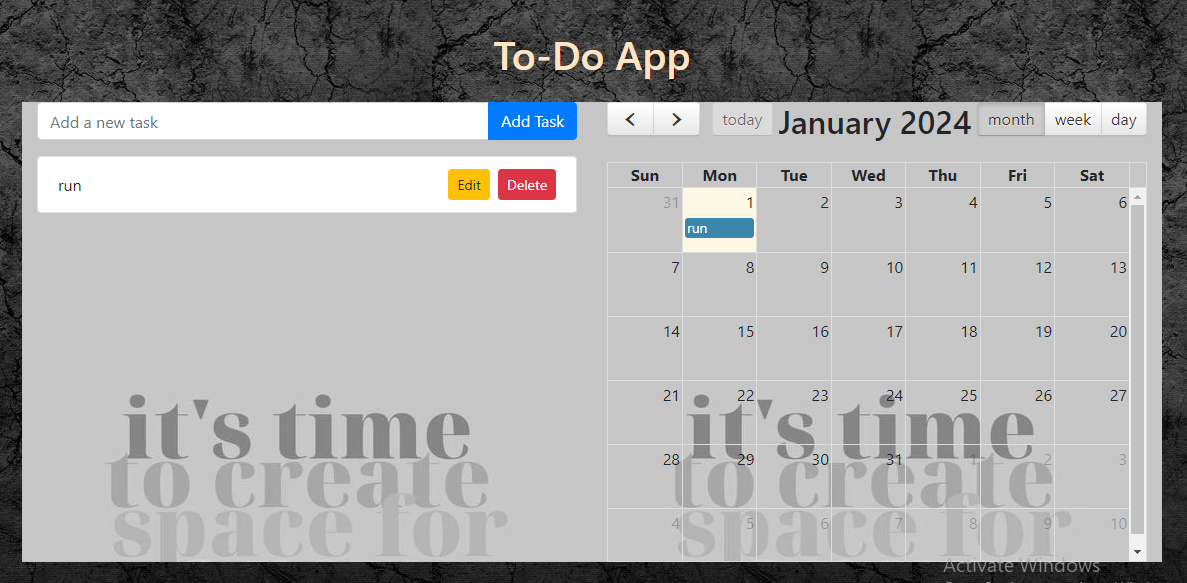 To-Do App
Add a new task Add Task
run Edit Delete
today January 2024 month week day
Sun Mon Tue Wed Thu Fri Sat
31 1 2 3 4 5 6
run
7 8 9 10 11 12 13
14 15 16 17 18 19 20
21 22 23 24 25 26 27
28 29 30 31 1 2 3
4 5 6 7 8 9 10
it's time
to create
space for
it's time
to create
space for
Activate Windows